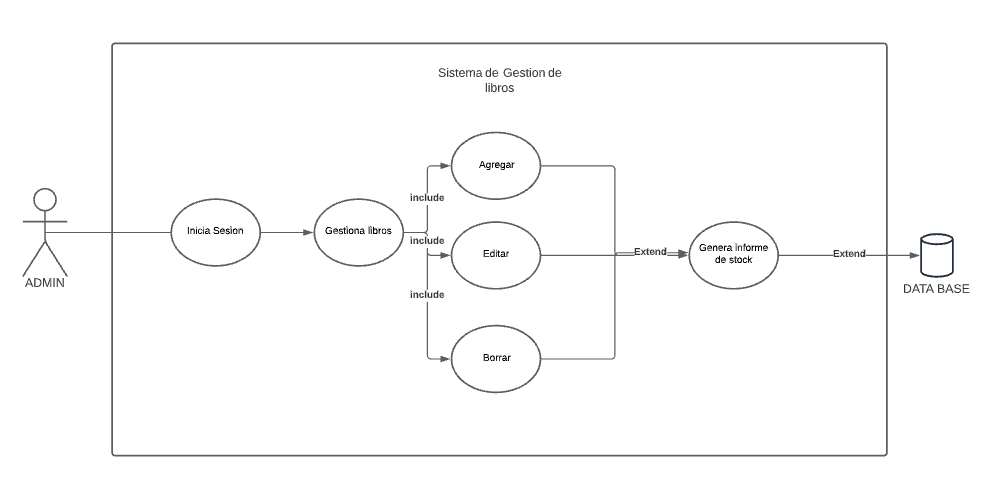 Sistema de Gestion de
libros
Agregar
include
Inicia Sesion
Gestiona libros
include
Editar
Extend
Genera informe
de stock
Extend
ADMIN
DATA BASE
include
Borrar